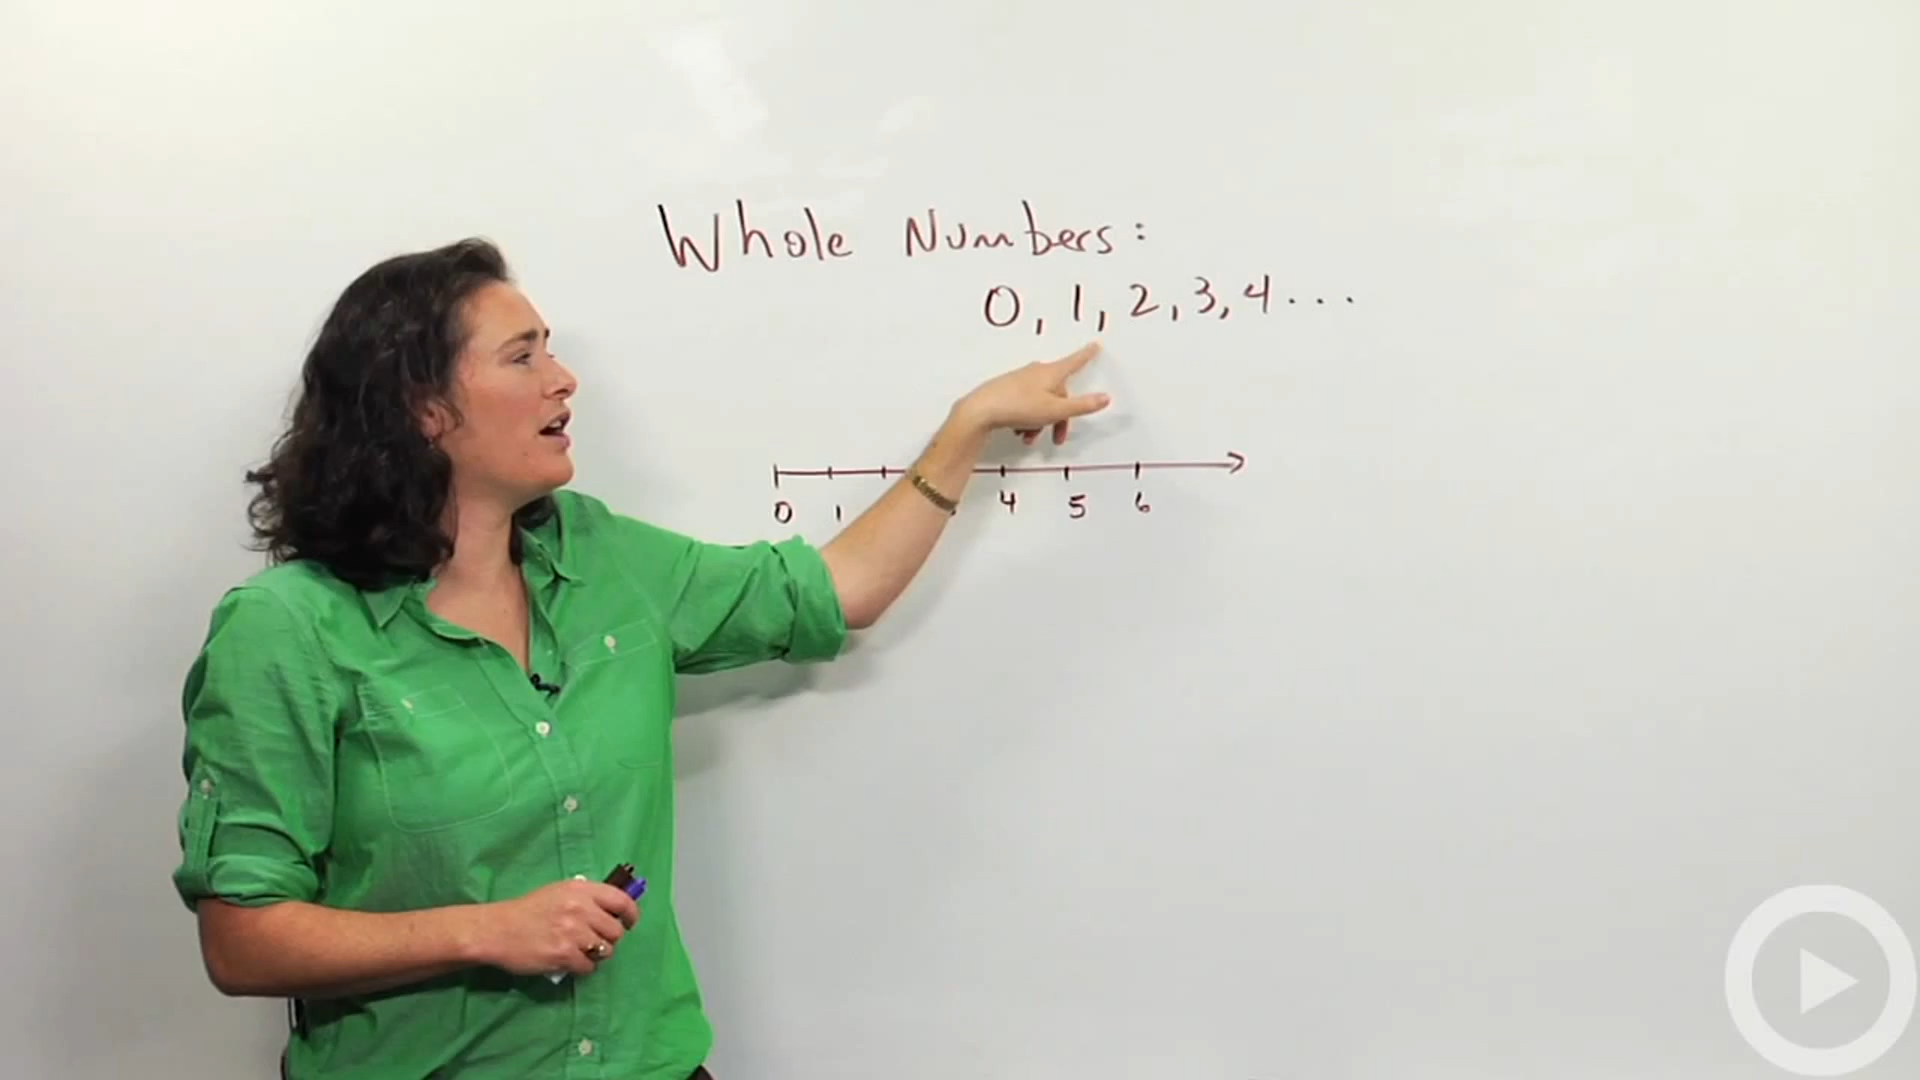 Whole Numbers:
0, 1, 2, 3, 4 . . .
0 1 4 5 6